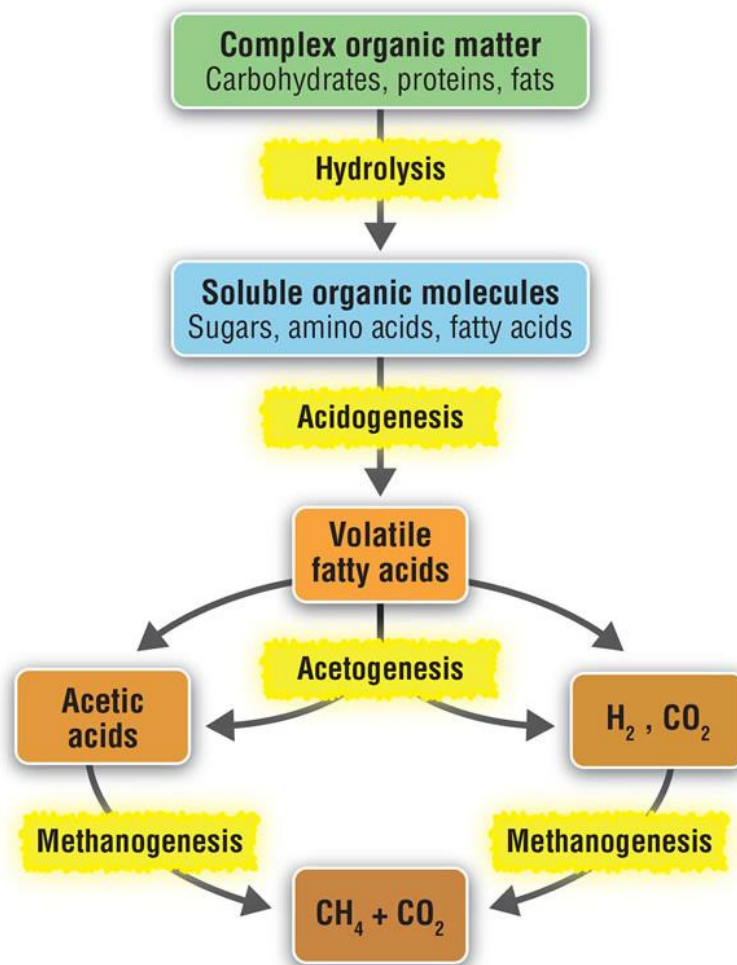 Complex organic matter
Carbohydrates, proteins, fats
Hydrolysis
Soluble organic molecules
Sugars, amino acids, fatty acids
Acidogenesis
Volatile
fatty acids
Acetogenesis
Acetic
acids
H₂ , CO₂
Methanogenesis
Methanogenesis
CH₄ + CO₂